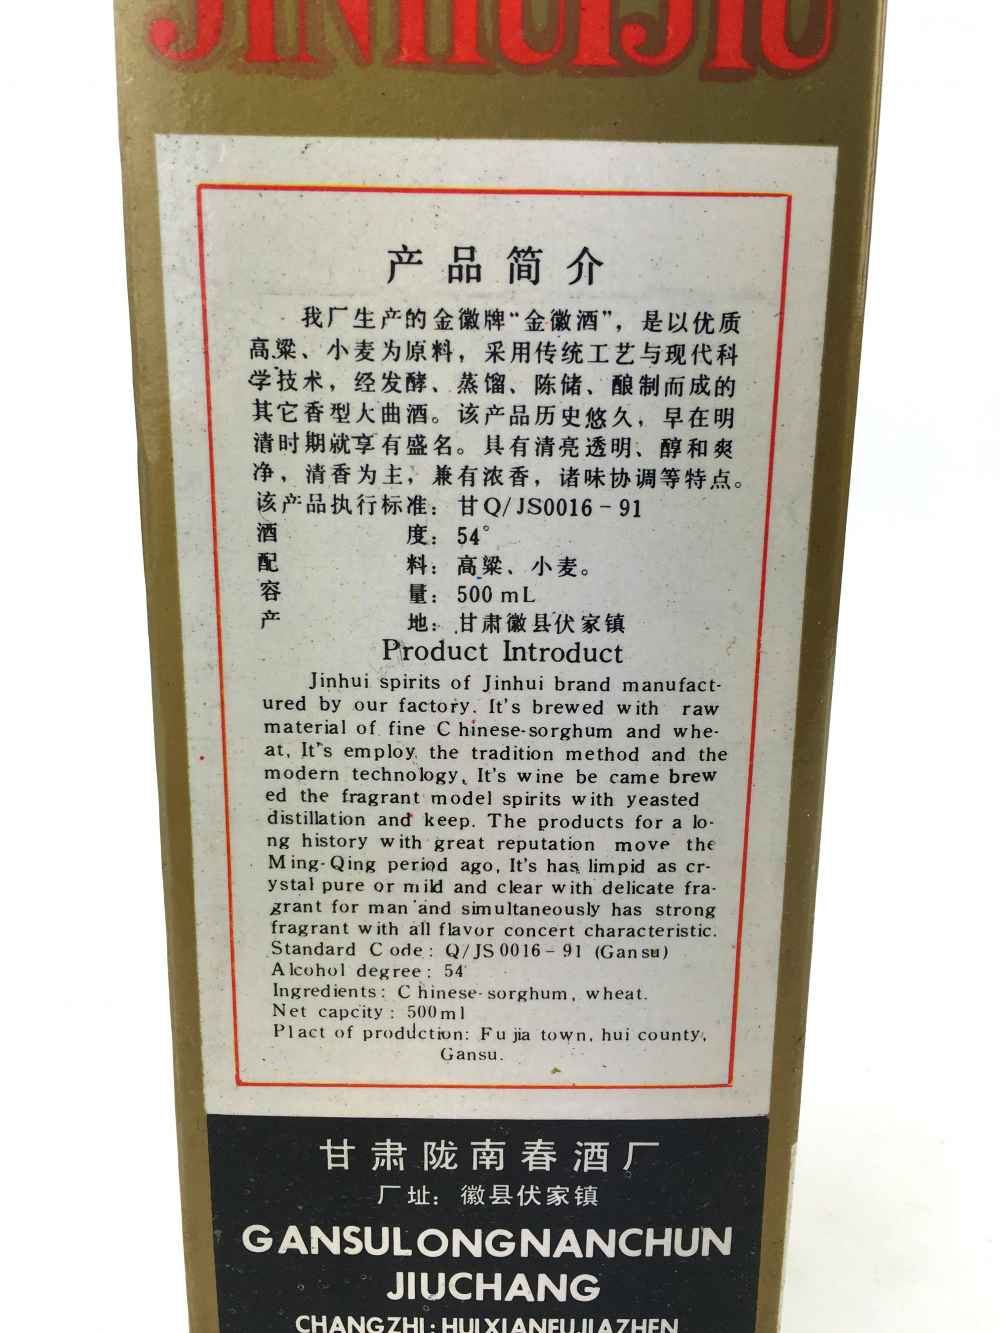 JINHUIJIU
产品简介
我厂生产的金徽牌“金徽酒”，是以优质
高粱、小麦为原料，采用传统工艺与现代科
学技术，经发酵、蒸馏、陈储、酿制而成的
其它香型大曲酒。该产品历史悠久，早在明
清时期就享有盛名。具有清亮透明、醇和爽
净，清香为主，兼有浓香，诸味协调等特点。
该产品执行标准：甘Q/JS0016-91
酒度：54°
配料：高粱、小麦。
容量：500mL
产地：甘肃徽县伏家镇
Product Introduct
Jinhui spirits of Jinhui brand manufact-
ured by our factory. It's brewed with raw
material of fine Chinese-sorghum and whe-
at, It's employ, the tradition method and the
modern technology, It's wine be came brew
ed the fragrant model spirits with yeasted
distillation and keep. The products for a lo-
ng history with great reputation move the
Ming-Qing period ago, It's has, limpid as cr-
ystal pure or mild and clear with delicate fra-
grant for man and simultaneously has strong
fragrant with all flavor concert characteristic.
Standard Code: Q/JS0016-91 (Gansu)
Alcohol degree: 54°
Ingredients: Chinese-sorghum, wheat.
Net capcity: 500ml
Plact of production: Fu jia town, hui county,
Gansu.
甘肃陇南春酒厂
厂址：徽县伏家镇
GANSULONGNANCHUN
JIUCHANG
CHANGZHI: HUIXIANFUJIAZHEN